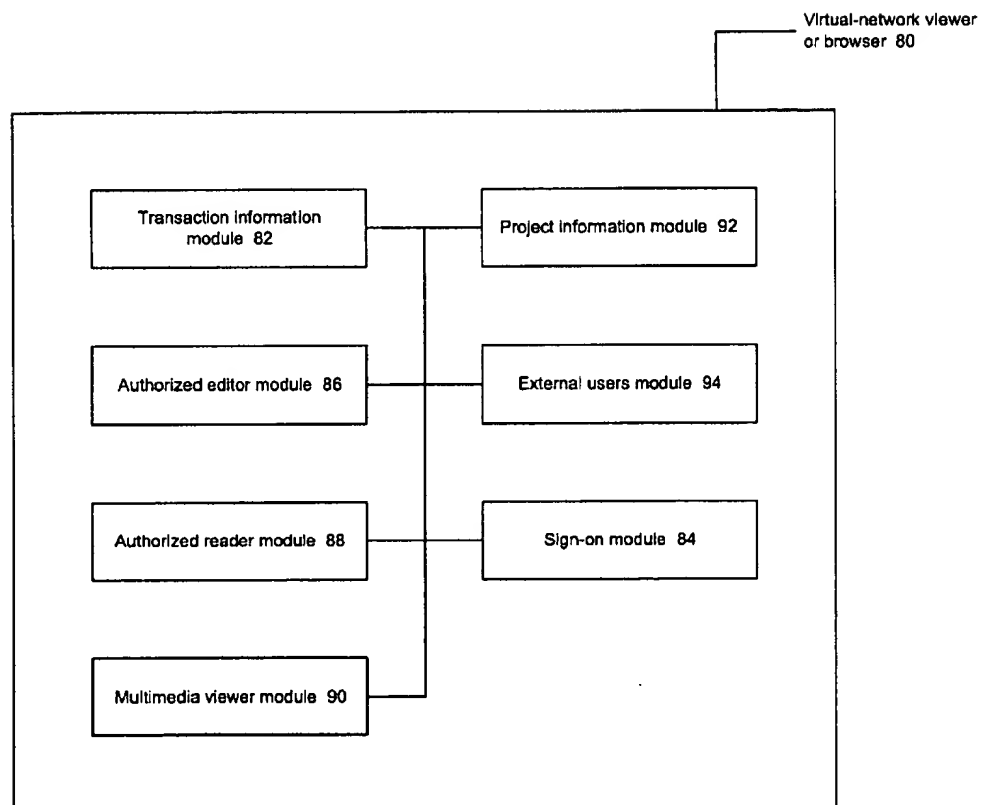 Virtual-network viewer
or browser 80
Transaction information
module 82
Project information module 92
Authorized editor module 86
External users module 94
Authorized reader module 88
Sign-on module 84
Multimedia viewer module 90